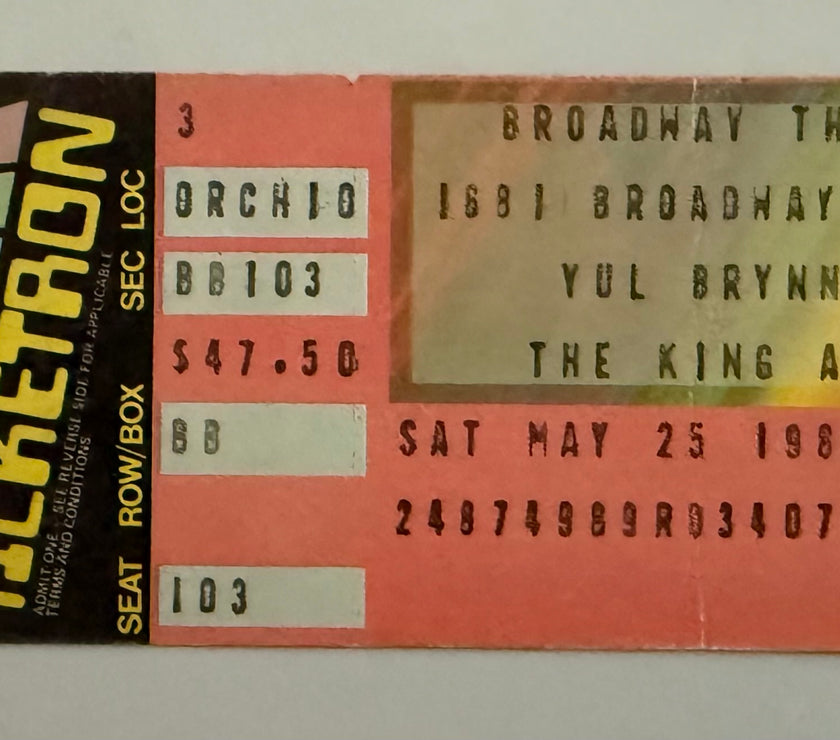 TICKETRON
ADMIT ONE - SEE REVERSE SIDE FOR APPLICABLE
TERMS AND CONDITIONS
SEAT ROW/BOX SEC LOC
3
ORCH10
BB103
$47.50
BB
103
BROADWAY TH
1681 BROADWAY
YUL BRYNN
THE KING A
SAT MAY 25 198